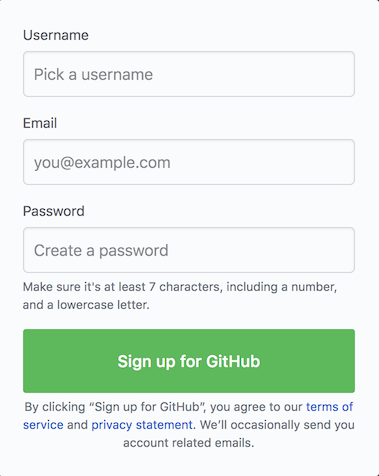 Username
Pick a username
Email
you@example.com
Password
Create a password
Make sure it's at least 7 characters, including a number,
and a lowercase letter.
Sign up for GitHub
By clicking “Sign up for GitHub”, you agree to our terms of
service and privacy statement. We’ll occasionally send you
account related emails.